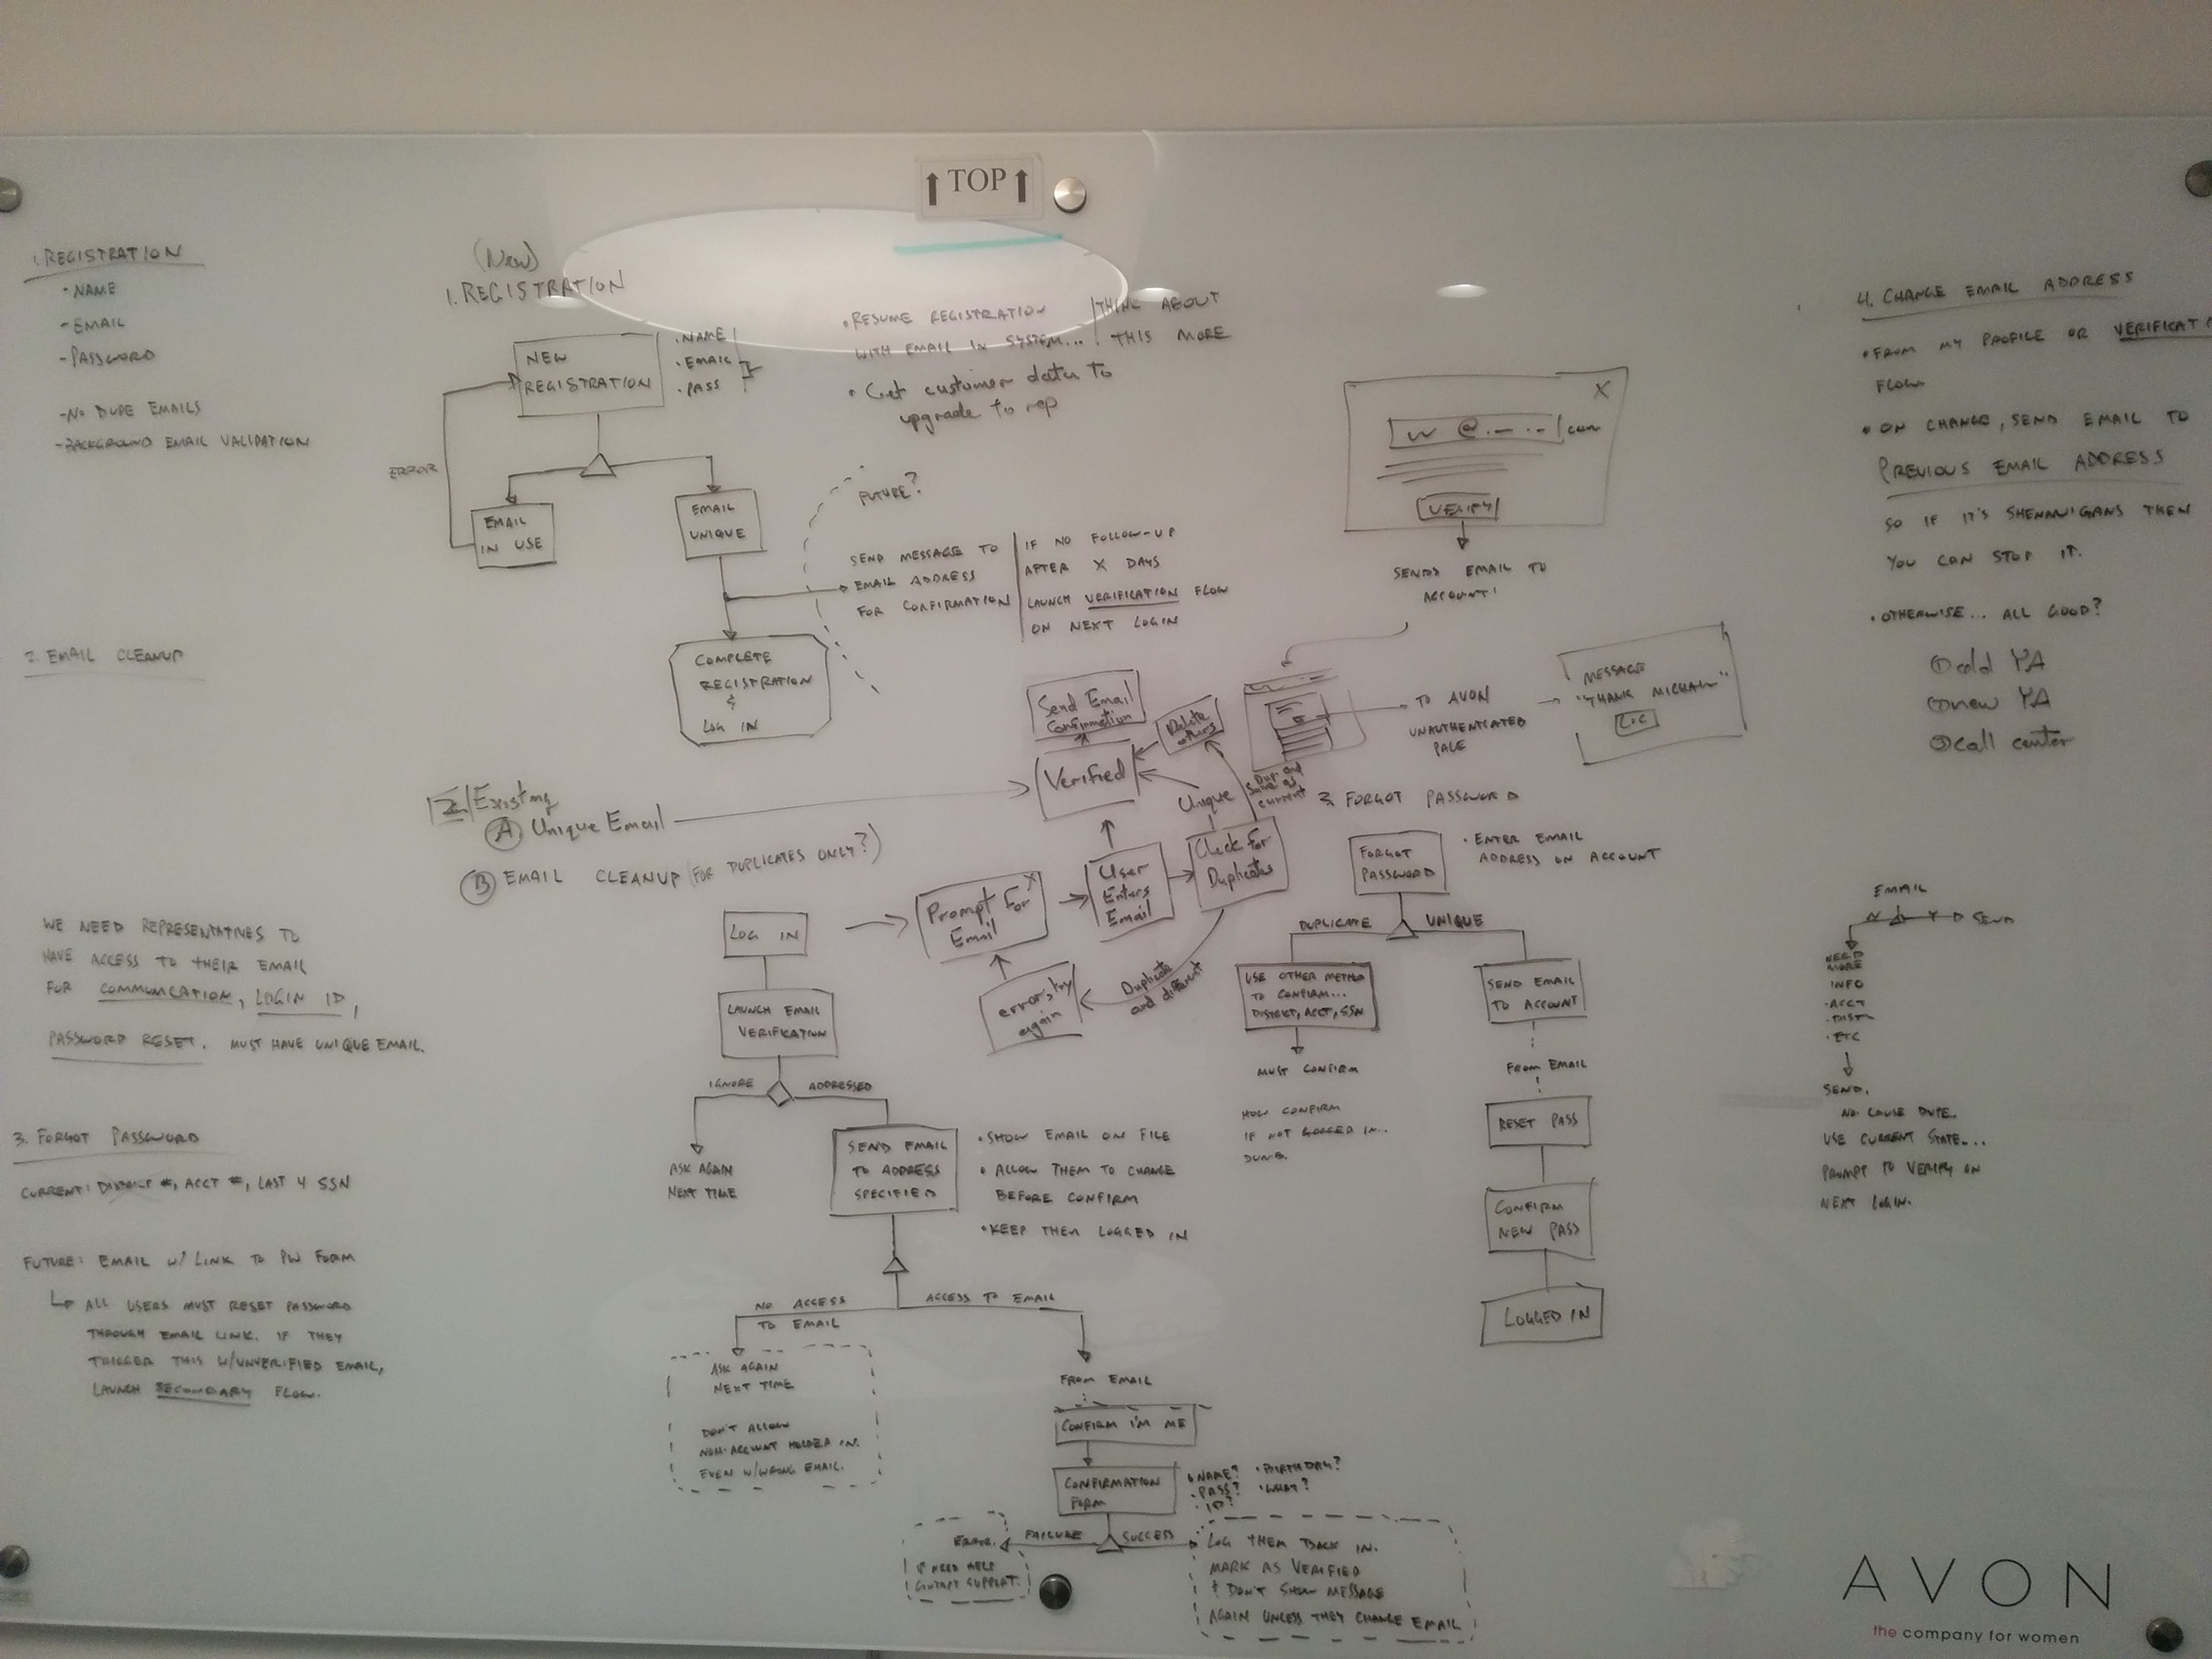 ↑ TOP ↑
1. REGISTRATION
- NAME
- EMAIL
- PASSWORD
- NO DUPE EMAILS
- BACKGROUND EMAIL VALIDATION
2. EMAIL CLEANUP
WE NEED REPRESENTATIVES TO
HAVE ACCESS TO THEIR EMAIL
FOR COMMUNICATION, LOGIN ID,
PASSWORD RESET. MUST HAVE UNIQUE EMAIL.
3. FORGOT PASSWORD
CURRENT: DISTRICT #, ACCT #, LAST 4 SSN
FUTURE: EMAIL W/ LINK TO PW FORM
ALL USERS MUST RESET PASSWORD
THROUGH EMAIL LINK. IF THEY
TRIGGER THIS W/UNVERIFIED EMAIL,
LAUNCH SECONDARY FLOW.
(New)
1. REGISTRATION
NEW
REGISTRATION
• NAME
• EMAIL
• PASS
ERROR
EMAIL
IN USE
EMAIL
UNIQUE
COMPLETE
REGISTRATION
&
LOG IN
• RESUME REGISTRATION
WITH EMAIL IN SYSTEM...
THINK ABOUT
THIS MORE
• Get customer data to
upgrade to rep
FUTURE?
SEND MESSAGE TO
EMAIL ADDRESS
FOR CONFIRMATION
IF NO FOLLOW-UP
AFTER X DAYS
LAUNCH VERIFICATION FLOW
ON NEXT LOGIN
X
@
.com
VERIFY
SENDS EMAIL TO
ACCOUNT!
TO AVON
UNAUTHENTICATED
PAGE
MESSAGE
"THANK MICHAEL"
2. Existing
A Unique Email
B EMAIL CLEANUP (FOR DUPLICATES ONLY?)
Send Email
Confirmation
Delete
others
Verified
Unique
Dup and
Same as
current
Prompt For
Email
X
User
Enters
Email
Check For
Duplicates
error, try
again
Duplicate
and different
LOG IN
LAUNCH EMAIL
VERIFICATION
IGNORE
ADDRESSED
ASK AGAIN
NEXT TIME
SEND EMAIL
TO ADDRESS
SPECIFIED
• SHOW EMAIL ON FILE
• ALLOW THEM TO CHANGE
BEFORE CONFIRM
• KEEP THEM LOGGED IN
NO ACCESS
TO EMAIL
ACCESS TO EMAIL
ASK AGAIN
NEXT TIME
DON'T ALLOW
NON-ACCOUNT HOLDER IN.
EVEN W/WRONG EMAIL.
FROM EMAIL
CONFIRM I'M ME
CONFIRMATION
FORM
• NAME?
• PASS?
• ID?
• BIRTHDAY?
• WHAT?
FAILURE
SUCCESS
ERROR.
IF NEED HELP
CONTACT SUPPORT.
LOG THEM BACK IN.
MARK AS VERIFIED
& DON'T SHOW MESSAGE
AGAIN UNLESS THEY CHANGE EMAIL
3. FORGOT PASSWORD
FORGOT
PASSWORD
• ENTER EMAIL
ADDRESS ON ACCOUNT
DUPLICATE
UNIQUE
USE OTHER METHOD
TO CONFIRM...
DISTRICT, ACCT, SSN
MUST CONFIRM
HOW CONFIRM
IF NOT LOGGED IN...
DUMB.
SEND EMAIL
TO ACCOUNT
FROM EMAIL
RESET PASS
CONFIRM
NEW PASS
LOGGED IN
4. CHANGE EMAIL ADDRESS
• FROM MY PROFILE OR VERIFICATI
FLOW
• ON CHANGE, SEND EMAIL TO
PREVIOUS EMAIL ADDRESS
SO IF IT'S SHENANIGANS THEN
YOU CAN STOP IT.
• OTHERWISE... ALL GOOD?
① old YA
② new YA
③ call center
EMAIL
N
Y
SEND
NEED
MORE
INFO
• ACCT
• DIST
• ETC
SEND.
NO CAUSE DUPE.
USE CURRENT STATE...
PROMPT TO VERIFY ON
NEXT LOGIN.
AVON
the company for women